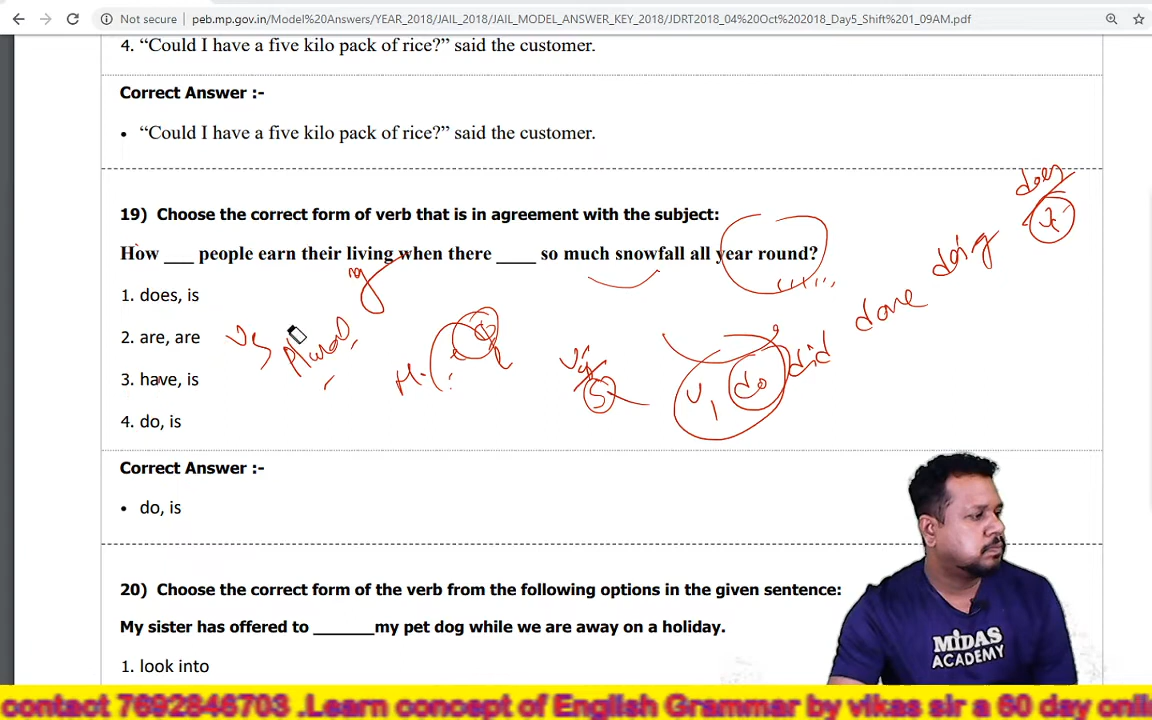 Not secure peb.mp.gov.in/Model%20Answers/YEAR_2018/JAIL_2018/JAIL_MODEL_ANSWER_KEY_2018/JDRT2018_04%20Oct%202018_Day5_Shift%201_09AM.pdf
4. “Could I have a five kilo pack of rice?” said the customer.
Correct Answer :-
• “Could I have a five kilo pack of rice?” said the customer.
does
19) Choose the correct form of verb that is in agreement with the subject:
How ___ people earn their living when there ____ so much snowfall all year round?
doing
1. does, is
done
2. are, are
Plural
did
3. have, is
V1 do
4. do, is
Correct Answer :-
• do, is
20) Choose the correct form of the verb from the following options in the given sentence:
My sister has offered to ______my pet dog while we are away on a holiday.
1. look into
MIDAS
ACADEMY
contact 7692846703 .Learn concept of English Grammar by vikas sir a 60 day onli